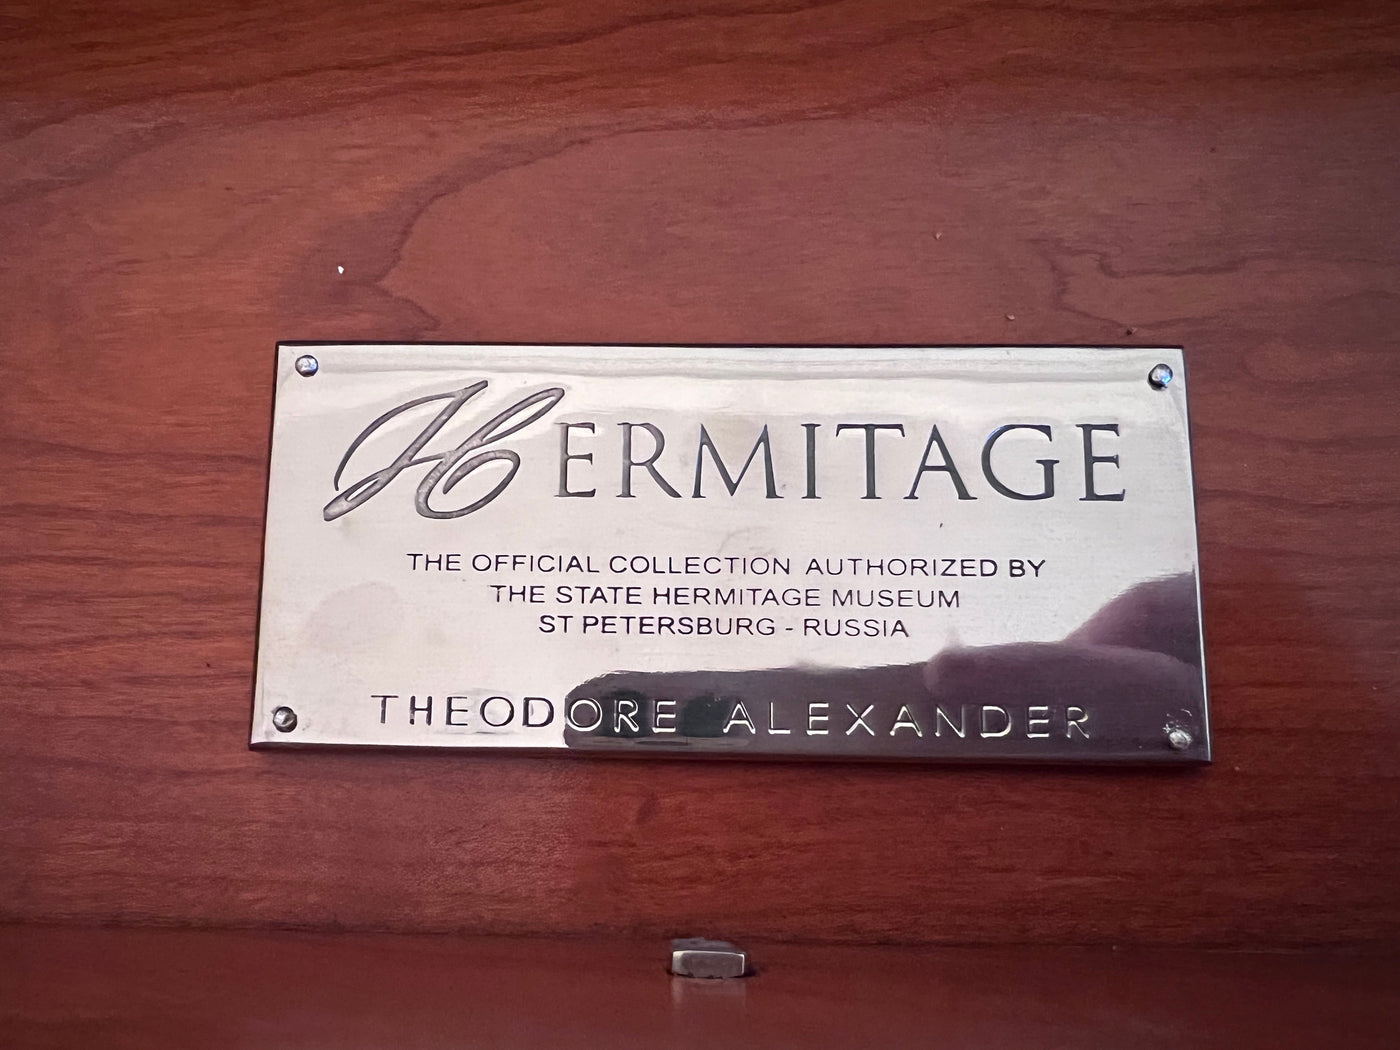 HERMITAGE
THE OFFICIAL COLLECTION AUTHORIZED BY
THE STATE HERMITAGE MUSEUM
ST PETERSBURG - RUSSIA
THEODORE ALEXANDER